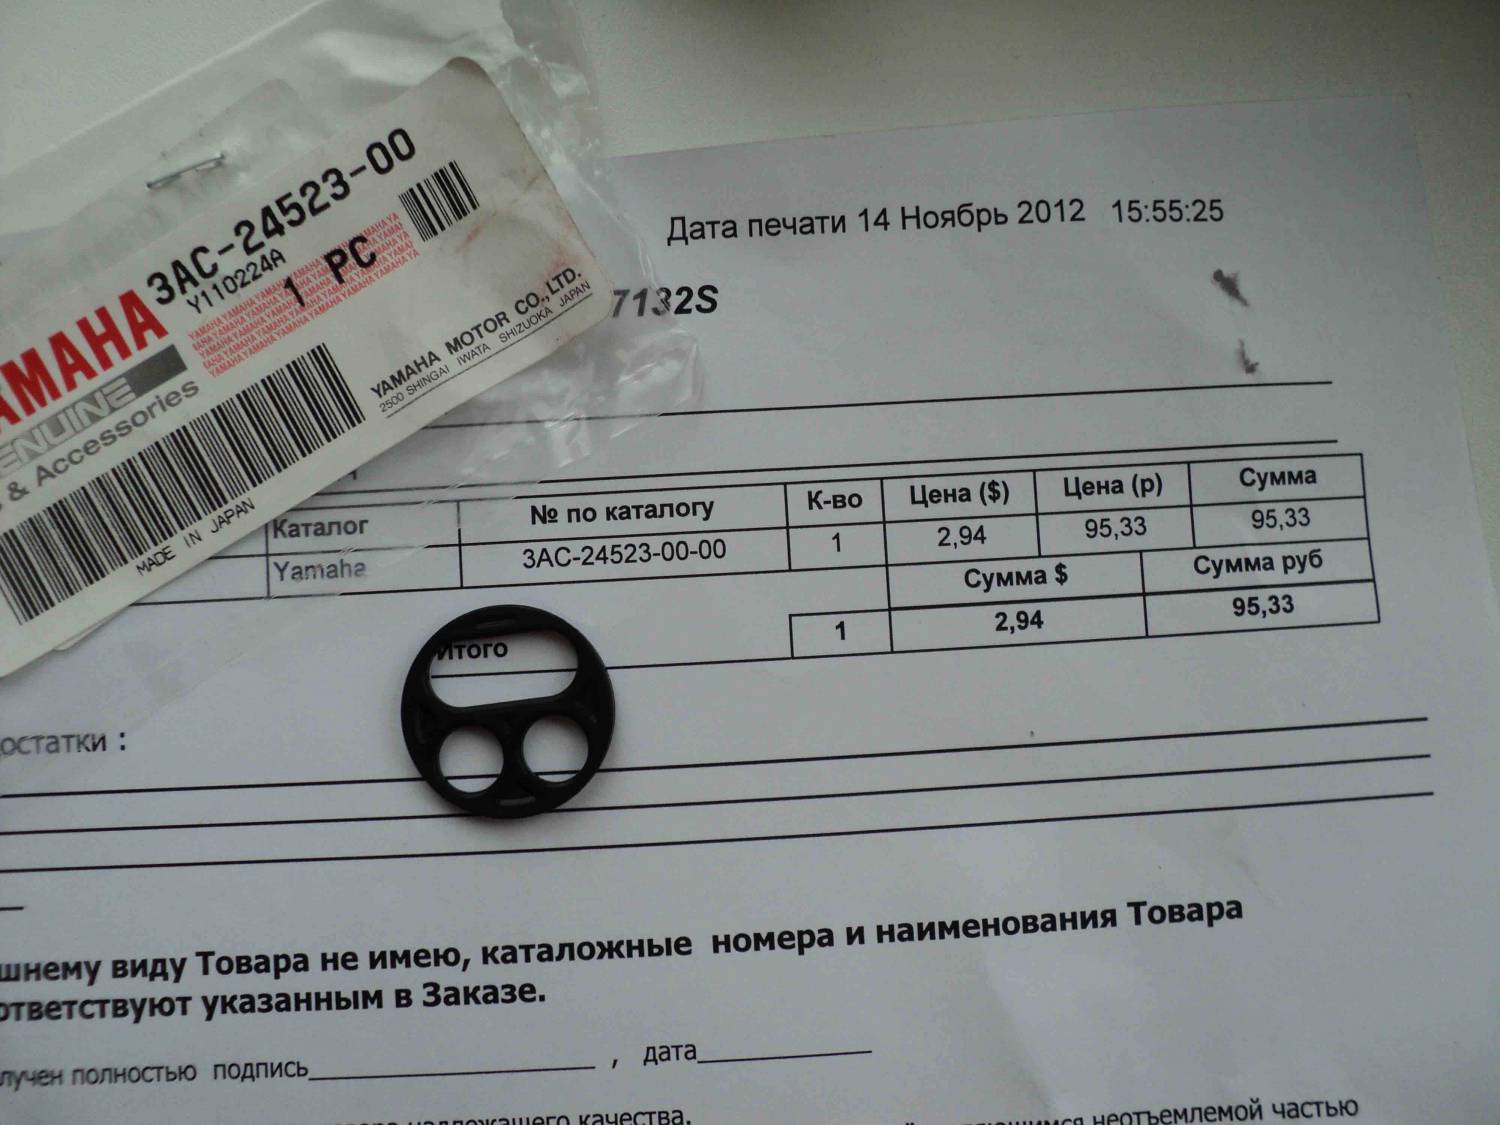 3AC-24523-00
Y110224A
1 PC
YAMAHA
GENUINE
& Accessories
YAMAHA MOTOR CO.,LTD.
2500 SHINGAI IWATA SHIZUOKA JAPAN
MADE IN JAPAN
Дата печати 14 Ноябрь 2012 15:55:25
7132S
Каталог № по каталогу К-во Цена ($) Цена (р) Сумма
Yamaha 3AC-24523-00-00 1 2,94 95,33 95,33
Сумма $ Сумма руб
Итого 1 2,94 95,33
остатки :
шнему виду Товара не имею, каталожные номера и наименования Товара
ответствуют указанным в Заказе.
лучен полностью подпись____________________ , дата____________
надлежащего качества.
неотъемлемой частью